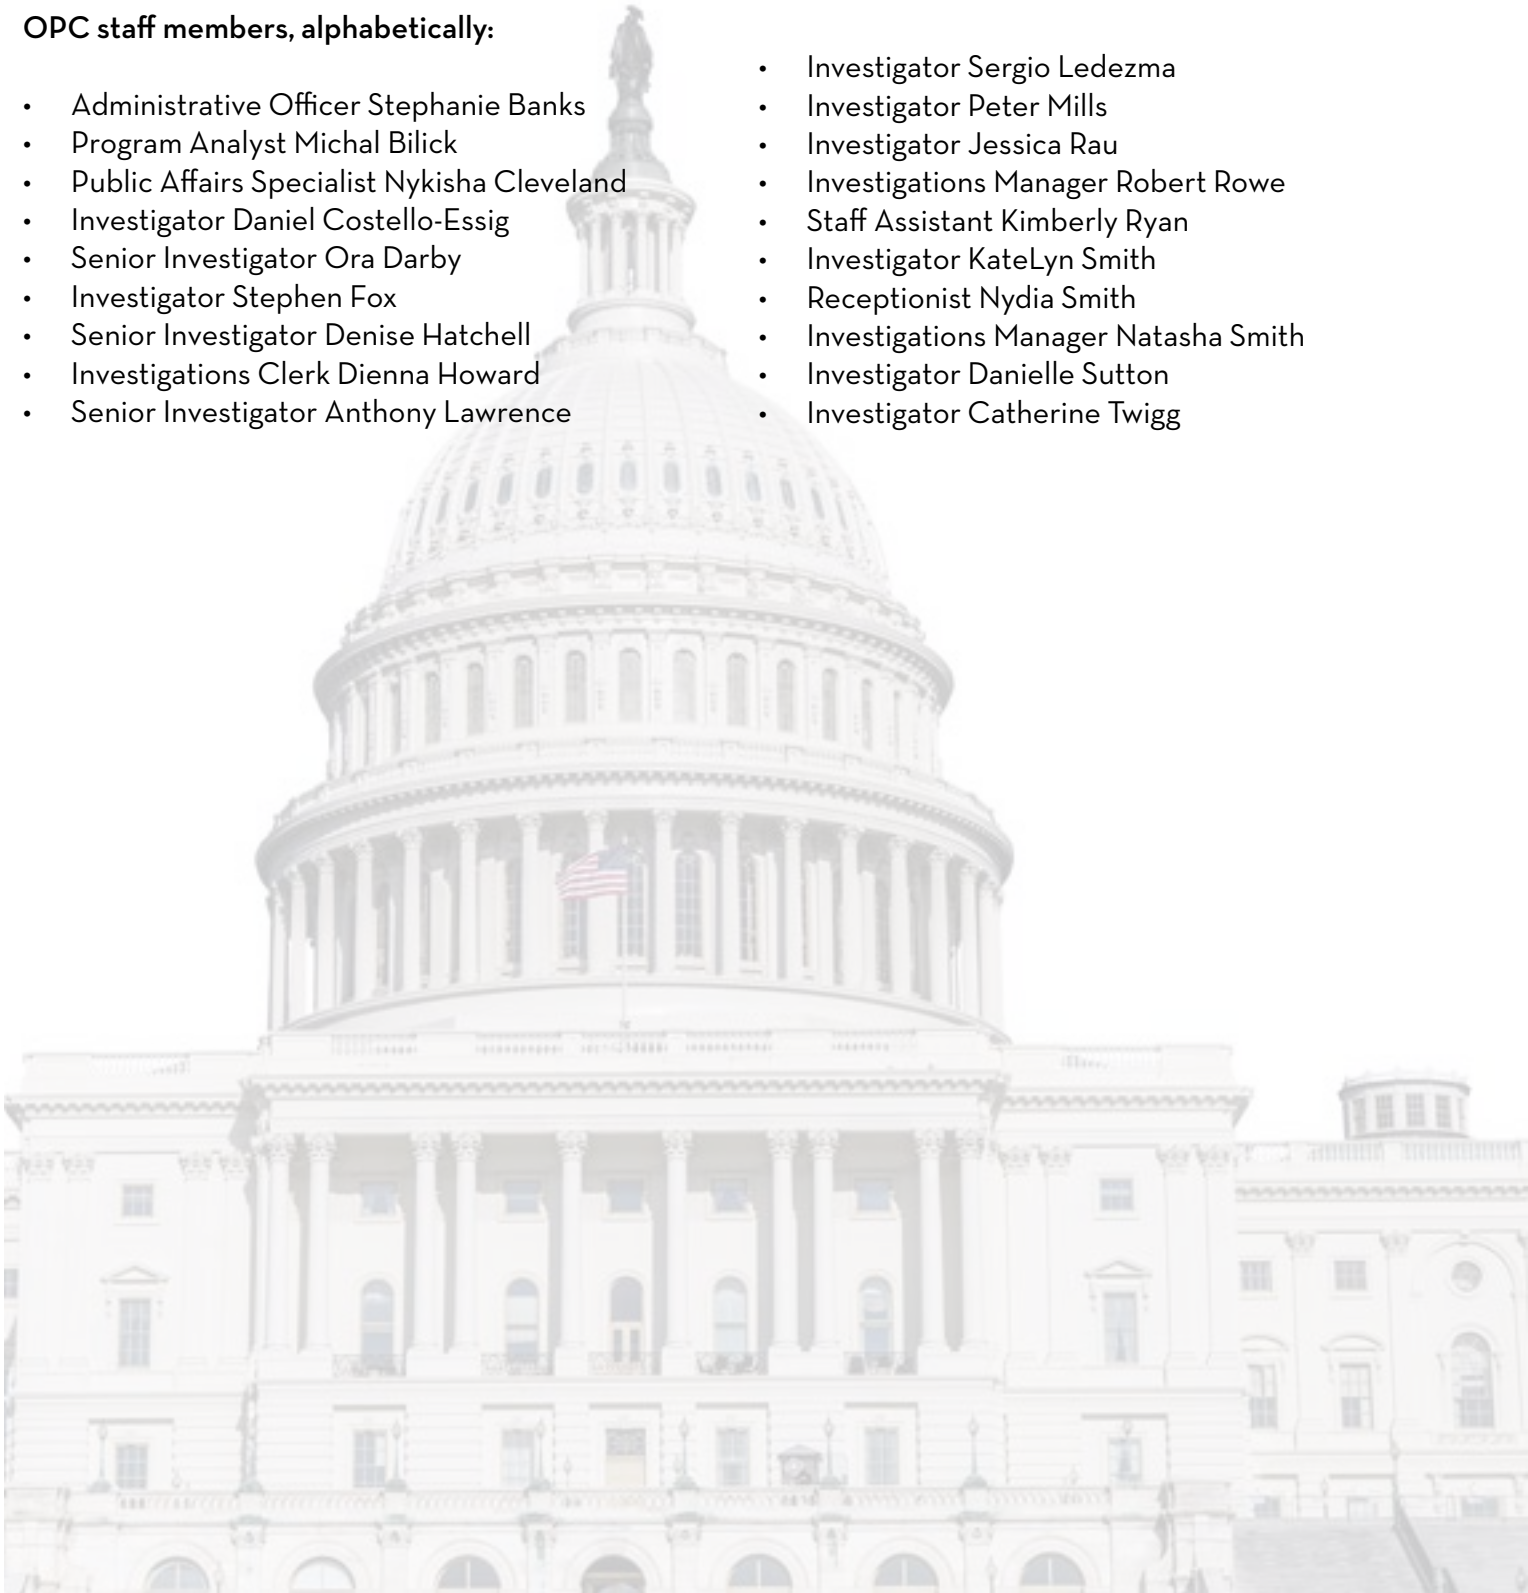 OPC staff members, alphabetically:
• Administrative Officer Stephanie Banks
• Program Analyst Michal Bilick
• Public Affairs Specialist Nykisha Cleveland
• Investigator Daniel Costello-Essig
• Senior Investigator Ora Darby
• Investigator Stephen Fox
• Senior Investigator Denise Hatchell
• Investigations Clerk Dienna Howard
• Senior Investigator Anthony Lawrence
• Investigator Sergio Ledezma
• Investigator Peter Mills
• Investigator Jessica Rau
• Investigations Manager Robert Rowe
• Staff Assistant Kimberly Ryan
• Investigator KateLyn Smith
• Receptionist Nydia Smith
• Investigations Manager Natasha Smith
• Investigator Danielle Sutton
• Investigator Catherine Twigg